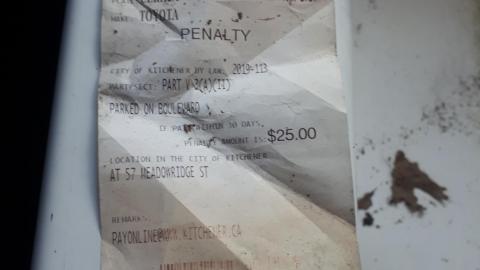 MAKE: TOYOTA
PENALTY
CITY OF KITCHENER BY LAW: 2019-113
PART/SECT: PART V 3(A)(II)
PARKED ON BOULEVARD
IF PAID WITHIN 30 DAYS,
PENALTY AMOUNT IS: $25.00
LOCATION IN THE CITY OF KITCHENER
AT 57 MEADOWRIDGE ST
REMARKS:
PAYONLINE@WWW.KITCHENER.CA